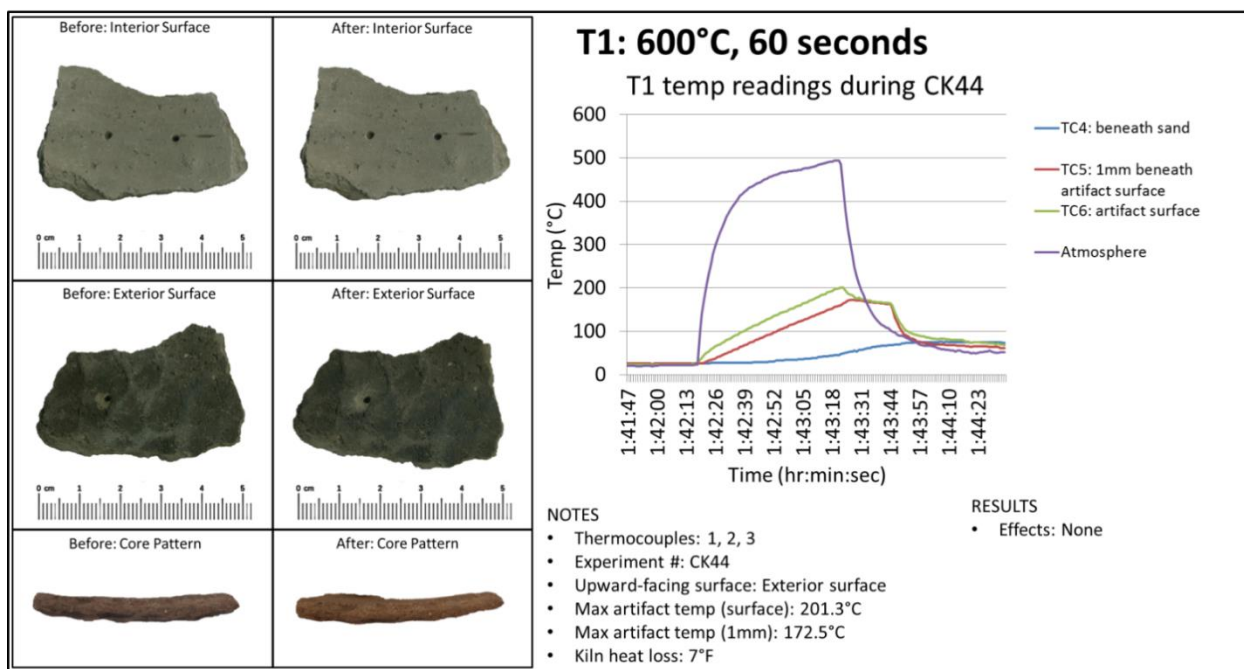 Before: Interior Surface
After: Interior Surface
0 cm 1 2 3 4 5
0 cm 1 2 3 4 5
Before: Exterior Surface
After: Exterior Surface
0 cm 1 2 3 4 5
0 cm 1 2 3 4 5
Before: Core Pattern
After: Core Pattern
T1: 600°C, 60 seconds
T1 temp readings during CK44
Temp (°C)
600
500
400
300
200
100
0
1:41:47
1:42:00
1:42:13
1:42:26
1:42:39
1:42:52
1:43:05
1:43:18
1:43:31
1:43:44
1:43:57
1:44:10
1:44:23
Time (hr:min:sec)
TC4: beneath sand
TC5: 1mm beneath
artifact surface
TC6: artifact surface
Atmosphere
NOTES
• Thermocouples: 1, 2, 3
• Experiment #: CK44
• Upward-facing surface: Exterior surface
• Max artifact temp (surface): 201.3°C
• Max artifact temp (1mm): 172.5°C
• Kiln heat loss: 7°F
RESULTS
• Effects: None